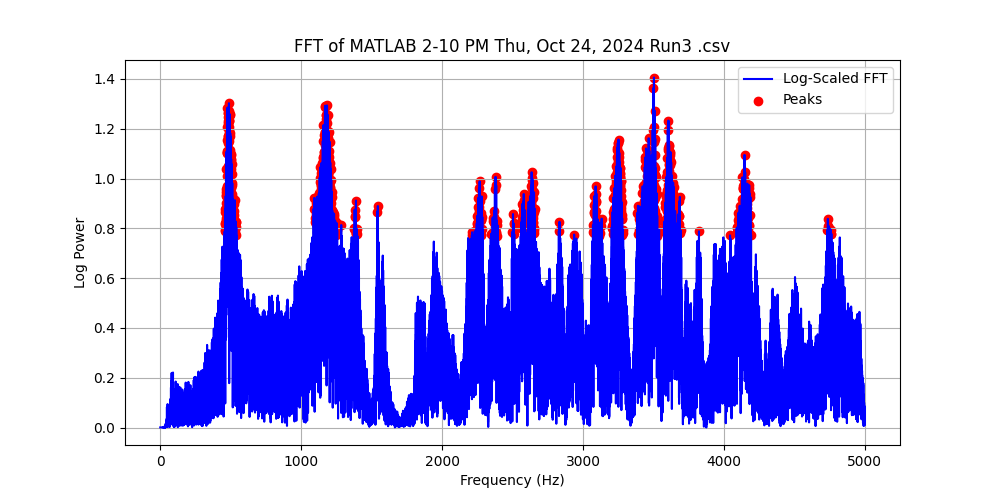 FFT of MATLAB 2-10 PM Thu, Oct 24, 2024 Run3 .csv
Log-Scaled FFT
Peaks
Log Power
1.4
1.2
1.0
0.8
0.6
0.4
0.2
0.0
0 1000 2000 3000 4000 5000
Frequency (Hz)